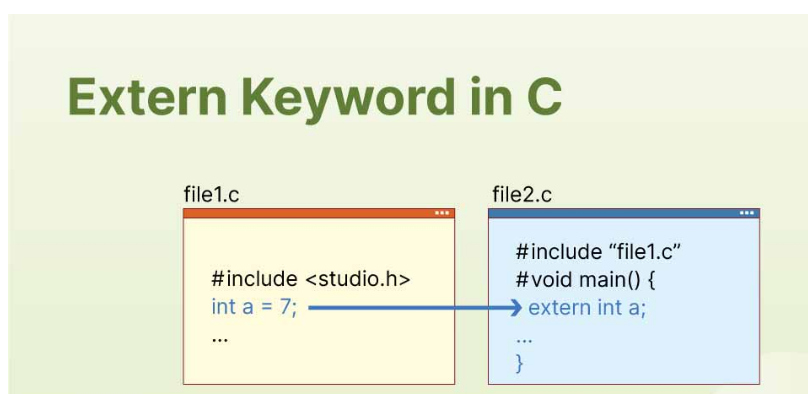 Extern Keyword in C
file1.c
#include <studio.h>
int a = 7;
...
file2.c
#include “file1.c”
#void main() {
extern int a;
...
}